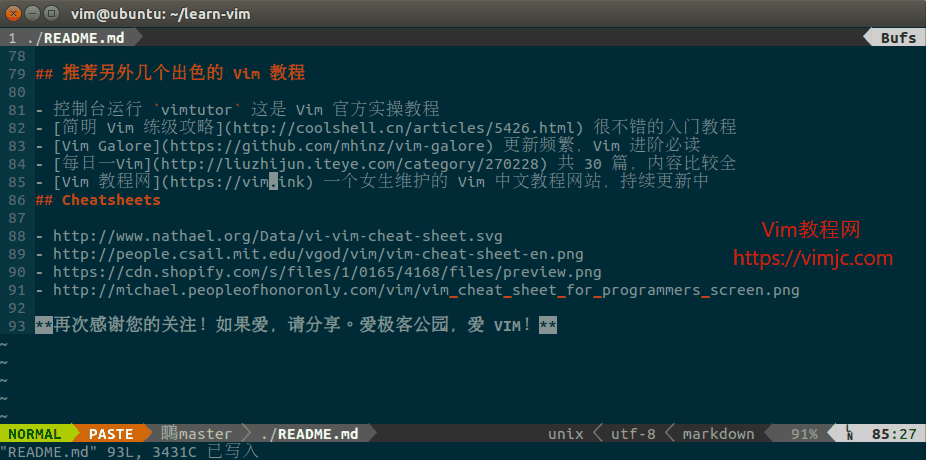 vim@ubuntu: ~/learn-vim
1 ./README.md Bufs
78
79 ## 推荐另外几个出色的 Vim 教程
80
81 - 控制台运行 `vimtutor` 这是 Vim 官方实操教程
82 - [简明 Vim 练级攻略](http://coolshell.cn/articles/5426.html) 很不错的入门教程
83 - [Vim Galore](https://github.com/mhinz/vim-galore) 更新频繁，Vim 进阶必读
84 - [每日一Vim](http://liuzhijun.iteye.com/category/270228) 共 30 篇，内容比较全
85 - [Vim 教程网](https://vim.ink) 一个女生维护的 Vim 中文教程网站，持续更新中
86 ## Cheatsheets
87
88 - http://www.nathael.org/Data/vi-vim-cheat-sheet.svg
89 - http://people.csail.mit.edu/vgod/vim/vim-cheat-sheet-en.png
90 - https://cdn.shopify.com/s/files/1/0165/4168/files/preview.png
91 - http://michael.peopleofhonoronly.com/vim/vim_cheat_sheet_for_programmers_screen.png
92
93 **再次感谢您的关注！如果爱，请分享。爱极客公园，爱 VIM！**
~
~
~
~
~
Vim教程网
https://vimjc.com
NORMAL PASTE master ./README.md unix utf-8 markdown 91% LN 85:27
"README.md" 93L, 3431C 已写入